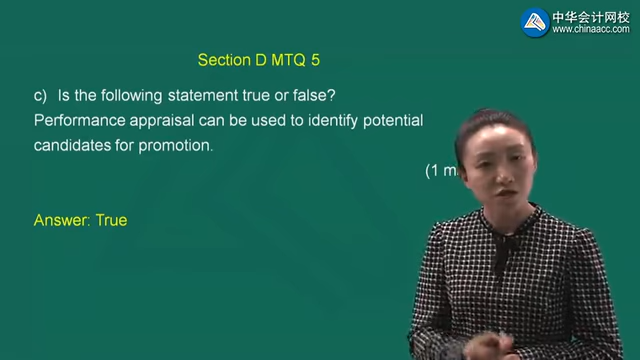 中华会计网校
www.chinaacc.com
Section D MTQ 5
c) Is the following statement true or false?
Performance appraisal can be used to identify potential
candidates for promotion.
(1
Answer: True